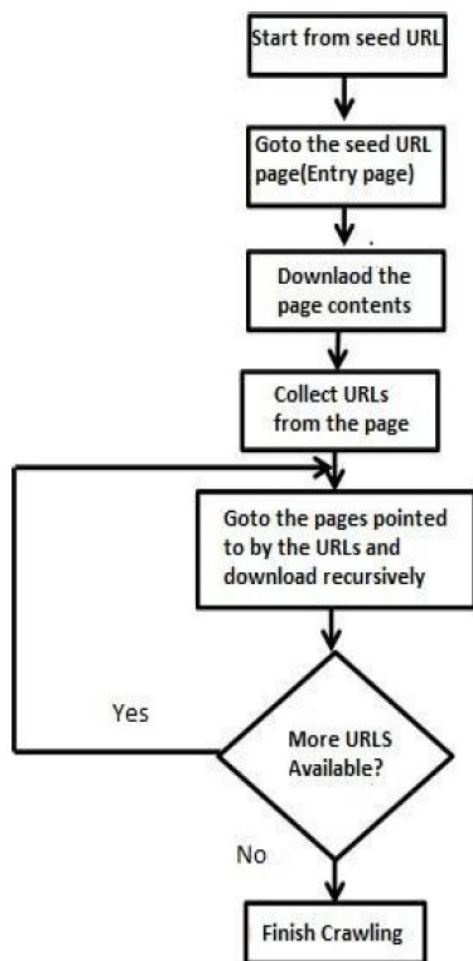 Start from seed URL
Goto the seed URL
page(Entry page)
Downlaod the
page contents
Collect URLs
from the page
Goto the pages pointed
to by the URLs and
download recursively
Yes
More URLS
Available?
No
Finish Crawling